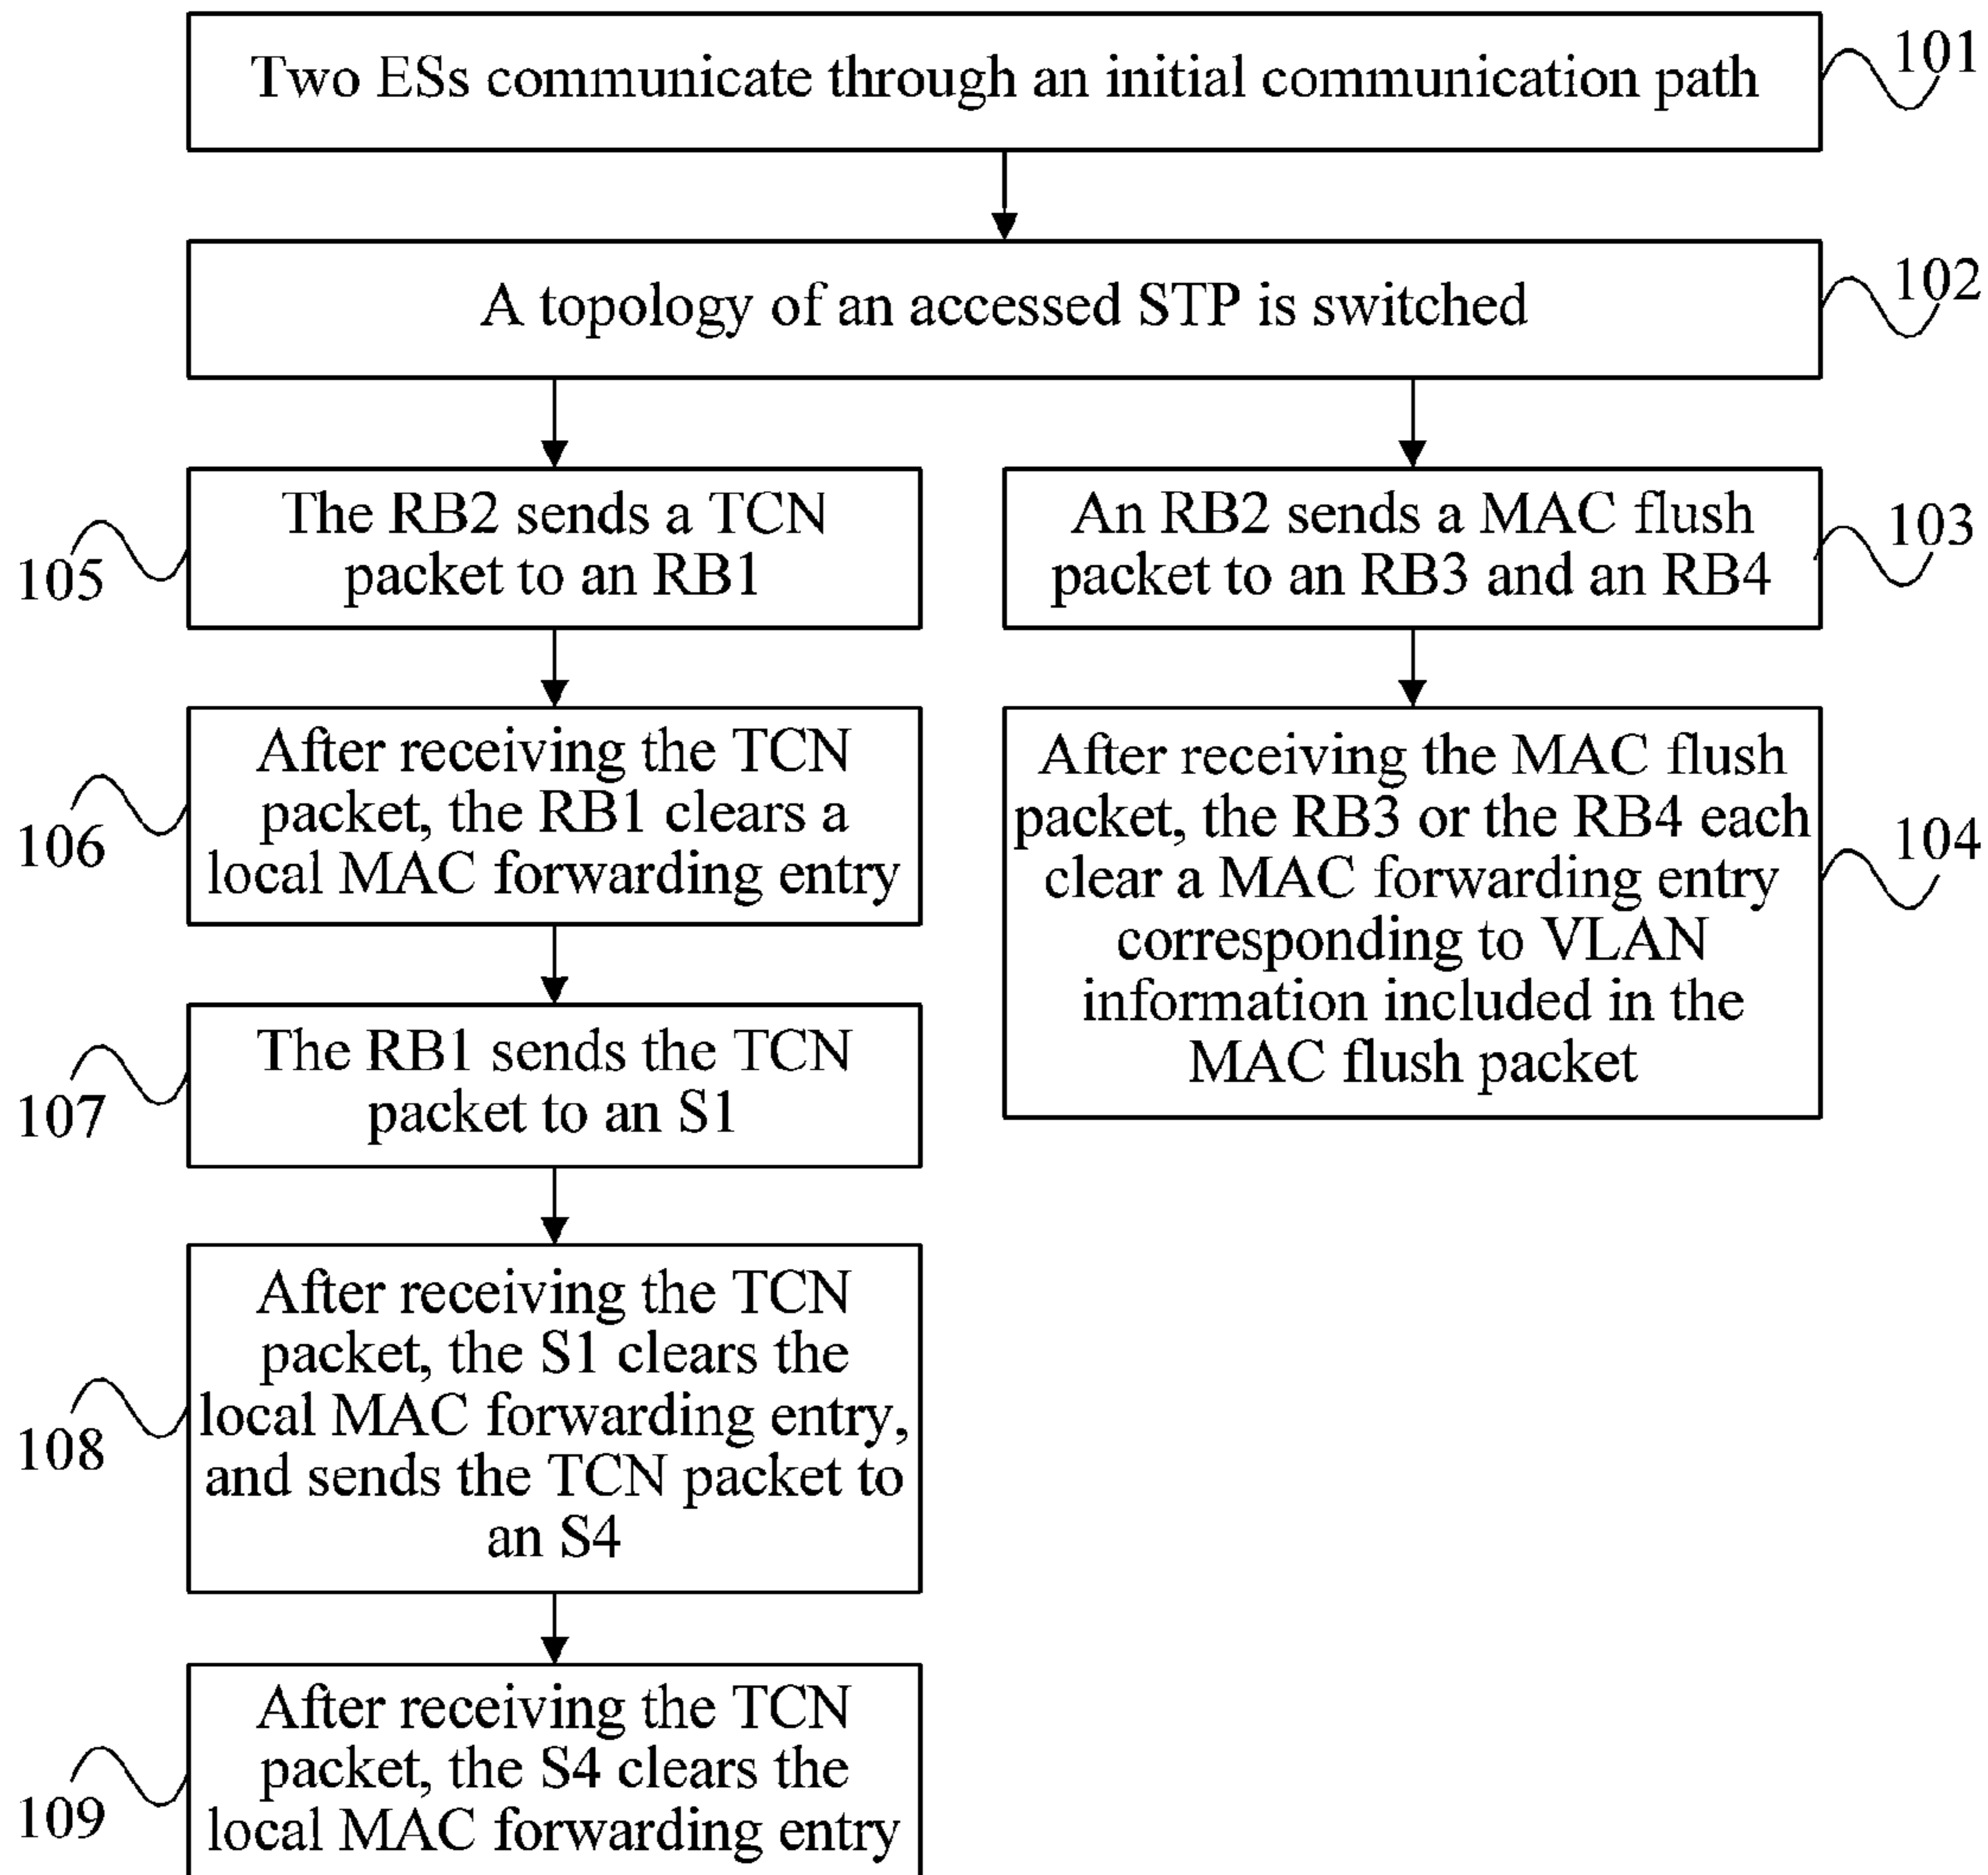 Two ESs communicate through an initial communication path
101
A topology of an accessed STP is switched
102
The RB2 sends a TCN
packet to an RB1
105
An RB2 sends a MAC flush
packet to an RB3 and an RB4
103
After receiving the TCN
packet, the RB1 clears a
local MAC forwarding entry
106
After receiving the MAC flush
packet, the RB3 or the RB4 each
clear a MAC forwarding entry
corresponding to VLAN
information included in the
MAC flush packet
104
The RB1 sends the TCN
packet to an S1
107
After receiving the TCN
packet, the S1 clears the
local MAC forwarding entry,
and sends the TCN packet to
an S4
108
After receiving the TCN
packet, the S4 clears the
local MAC forwarding entry
109